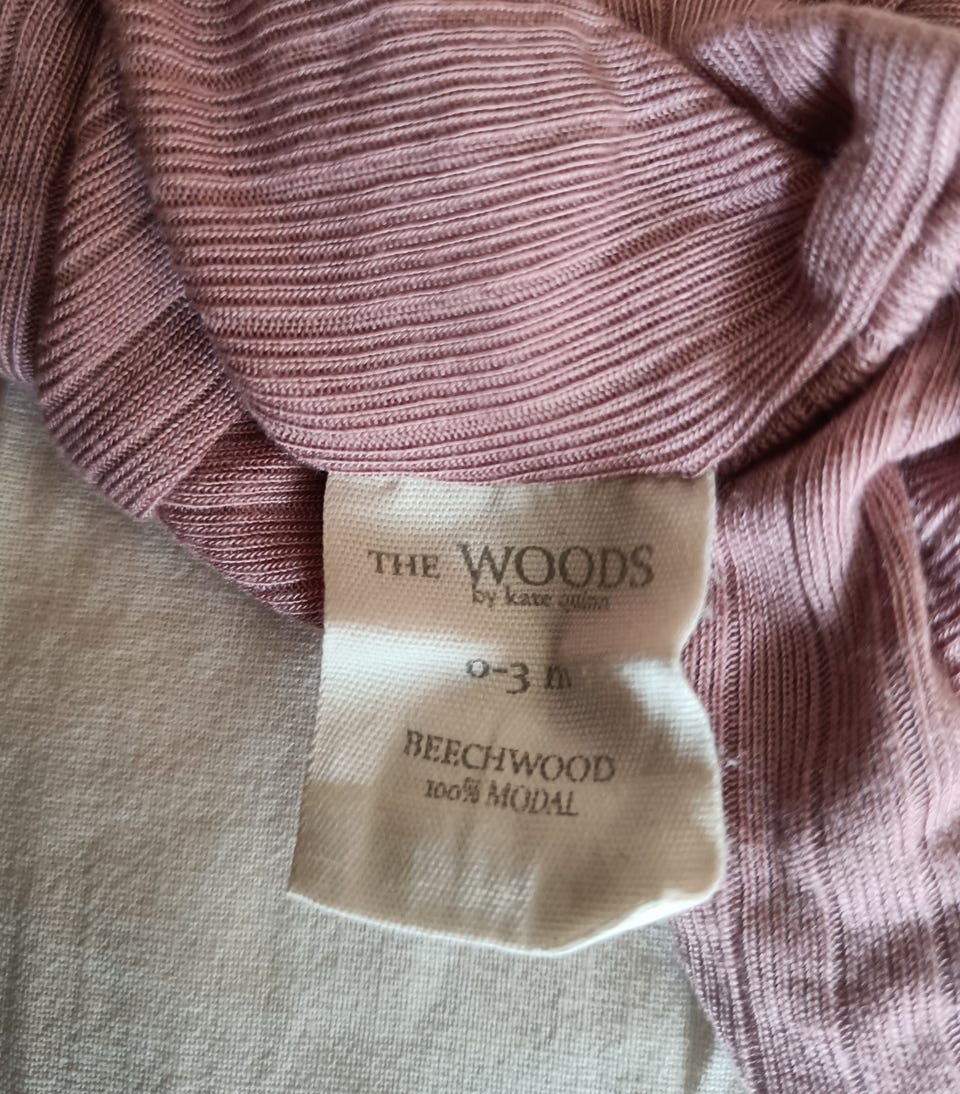 THE WOODS
by kate quinn
0-3 m
BEECHWOOD
100% MODAL